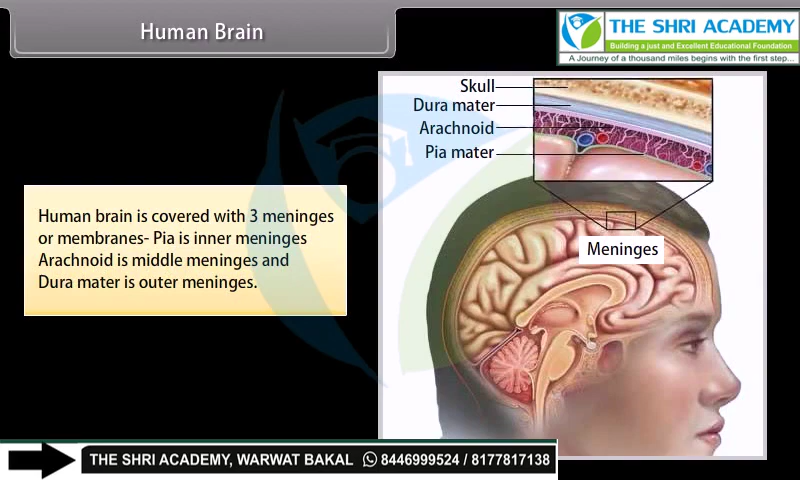 Human Brain
THE SHRI ACADEMY
Building a just and Excellent Educational Foundation
A Journey of a thousand miles begins with the first step...
Skull
Dura mater
Arachnoid
Pia mater
Human brain is covered with 3 meninges
or membranes- Pia is inner meninges
Arachnoid is middle meninges and
Dura mater is outer meninges.
Meninges
THE SHRI ACADEMY, WARWAT BAKAL 8446999524 / 8177817138